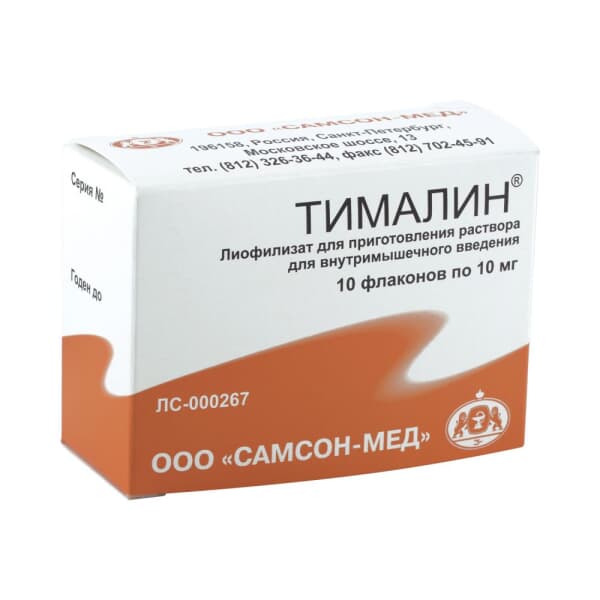 ООО «САМСОН-МЕД»
196158, Россия, Санкт-Петербург,
Московское шоссе, 13
тел. (812) 326-36-44, факс (812) 702-45-91
Серия №
Годен до
ТИМАЛИН®
Лиофилизат для приготовления раствора
для внутримышечного введения
10 флаконов по 10 мг
ЛС-000267
ООО «САМСОН-МЕД»